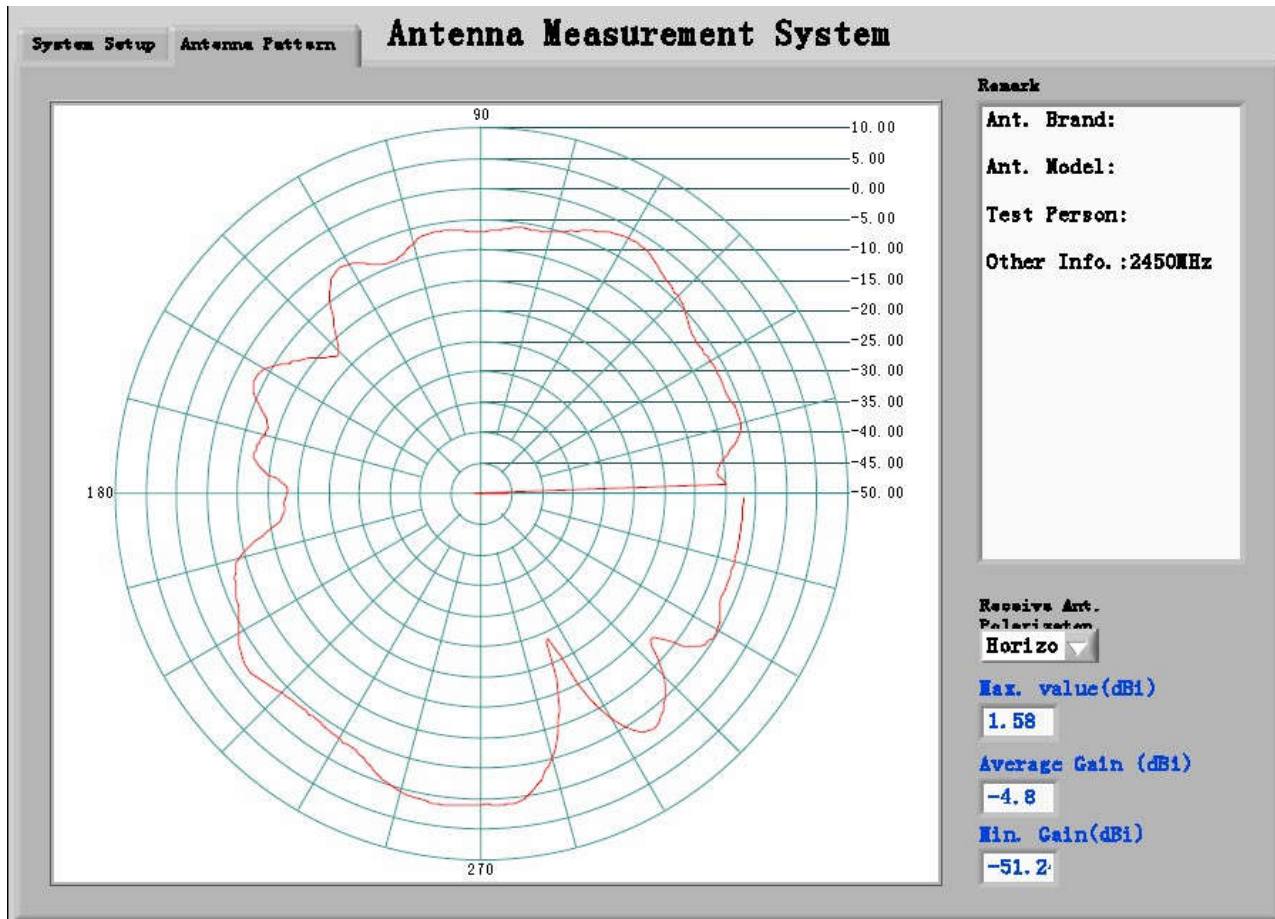 Antenna Measurement System
System Setup
Antenna Pattern
90
10.00
5.00
0.00
-5.00
-10.00
-15.00
-20.00
-25.00
-30.00
-35.00
-40.00
-45.00
-50.00
180
270
Remark
Ant. Brand:
Ant. Model:
Test Person:
Other Info.:2450MHz
Receive Ant.
Polarizaton
Horizo
Max. value(dBi)
1.58
Average Gain (dBi)
-4.8
Min. Gain(dBi)
-51.2